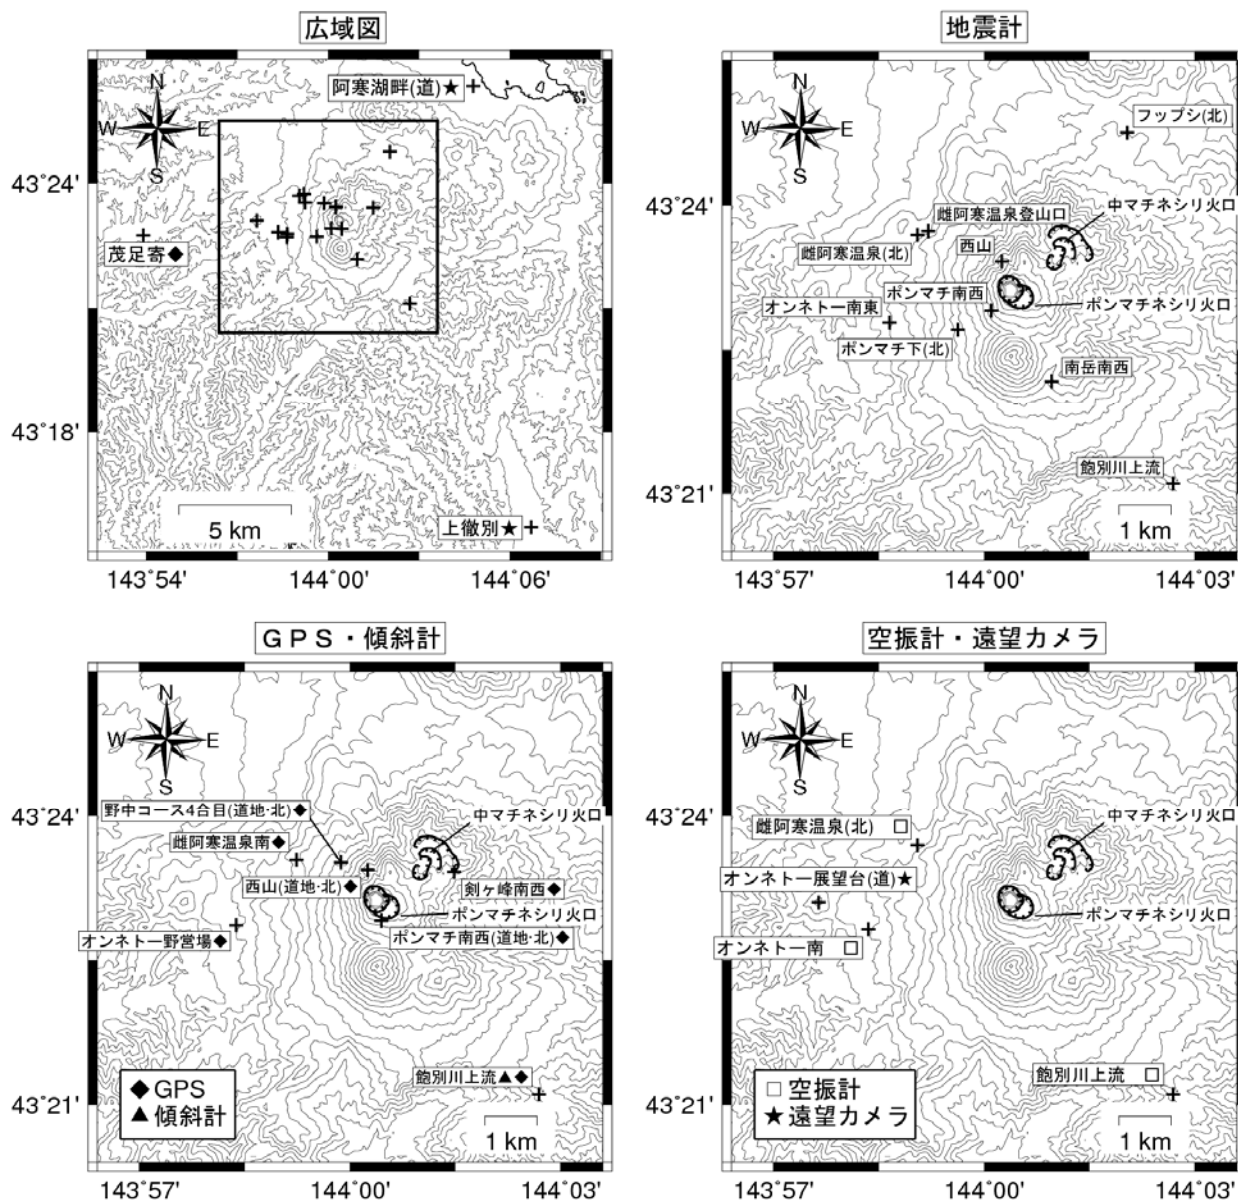 広域図
阿寒湖畔(道)★
N
W E
S
43°24'
茂足寄◆
43°18'
5 km
上徹別★
143°54' 144°00' 144°06'
地震計
N
W E
S
フップシ(北)
43°24'
雌阿寒温泉登山口
中マチネシリ火口
雌阿寒温泉(北)
西山
ポンマチ南西
オンネトー南東
ポンマチネシリ火口
ポンマチ下(北)
南岳南西
飽別川上流
43°21'
1 km
143°57' 144°00' 144°03'
GPS・傾斜計
N
W E
S
43°24'
野中コース4合目(道地・北)◆
中マチネシリ火口
雌阿寒温泉南◆
西山(道地・北)◆
剣ヶ峰南西◆
ポンマチネシリ火口
オンネトー野営場◆
ポンマチ南西(道地・北)◆
飽別川上流▲◆
◆GPS
▲傾斜計
43°21'
1 km
143°57' 144°00' 144°03'
空振計・遠望カメラ
N
W E
S
43°24'
雌阿寒温泉(北) □
中マチネシリ火口
オンネトー展望台(道)★
ポンマチネシリ火口
オンネトー南 □
飽別川上流 □
□ 空振計
★遠望カメラ
43°21'
1 km
143°57' 144°00' 144°03'